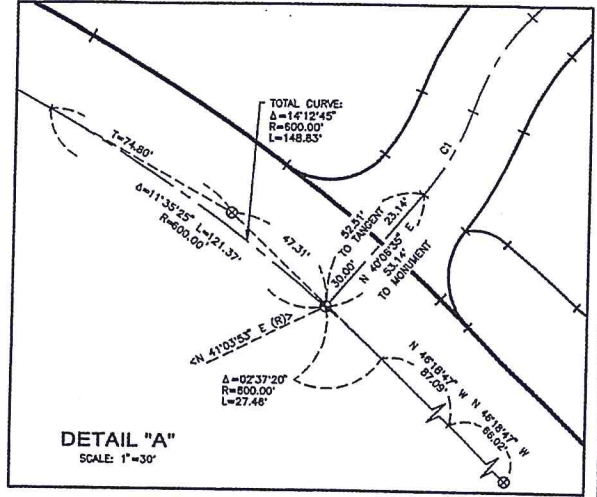 TOTAL CURVE:
Δ=14°12'45"
R=600.00'
L=148.83'
T=74.80'
Δ=11°35'25" L=121.37'
R=600.00'
47.31'
C1
52.51'
TO TANGENT
23.14'
30.00'
N 40°06'35" E
53.14'
TO MONUMENT
<N 41°03'53" E (R)>
Δ=02°37'20"
R=600.00'
L=27.46'
N 46°18'47" W
87.09'
N 46°18'47" W
66.02'
DETAIL "A"
SCALE: 1"=30'